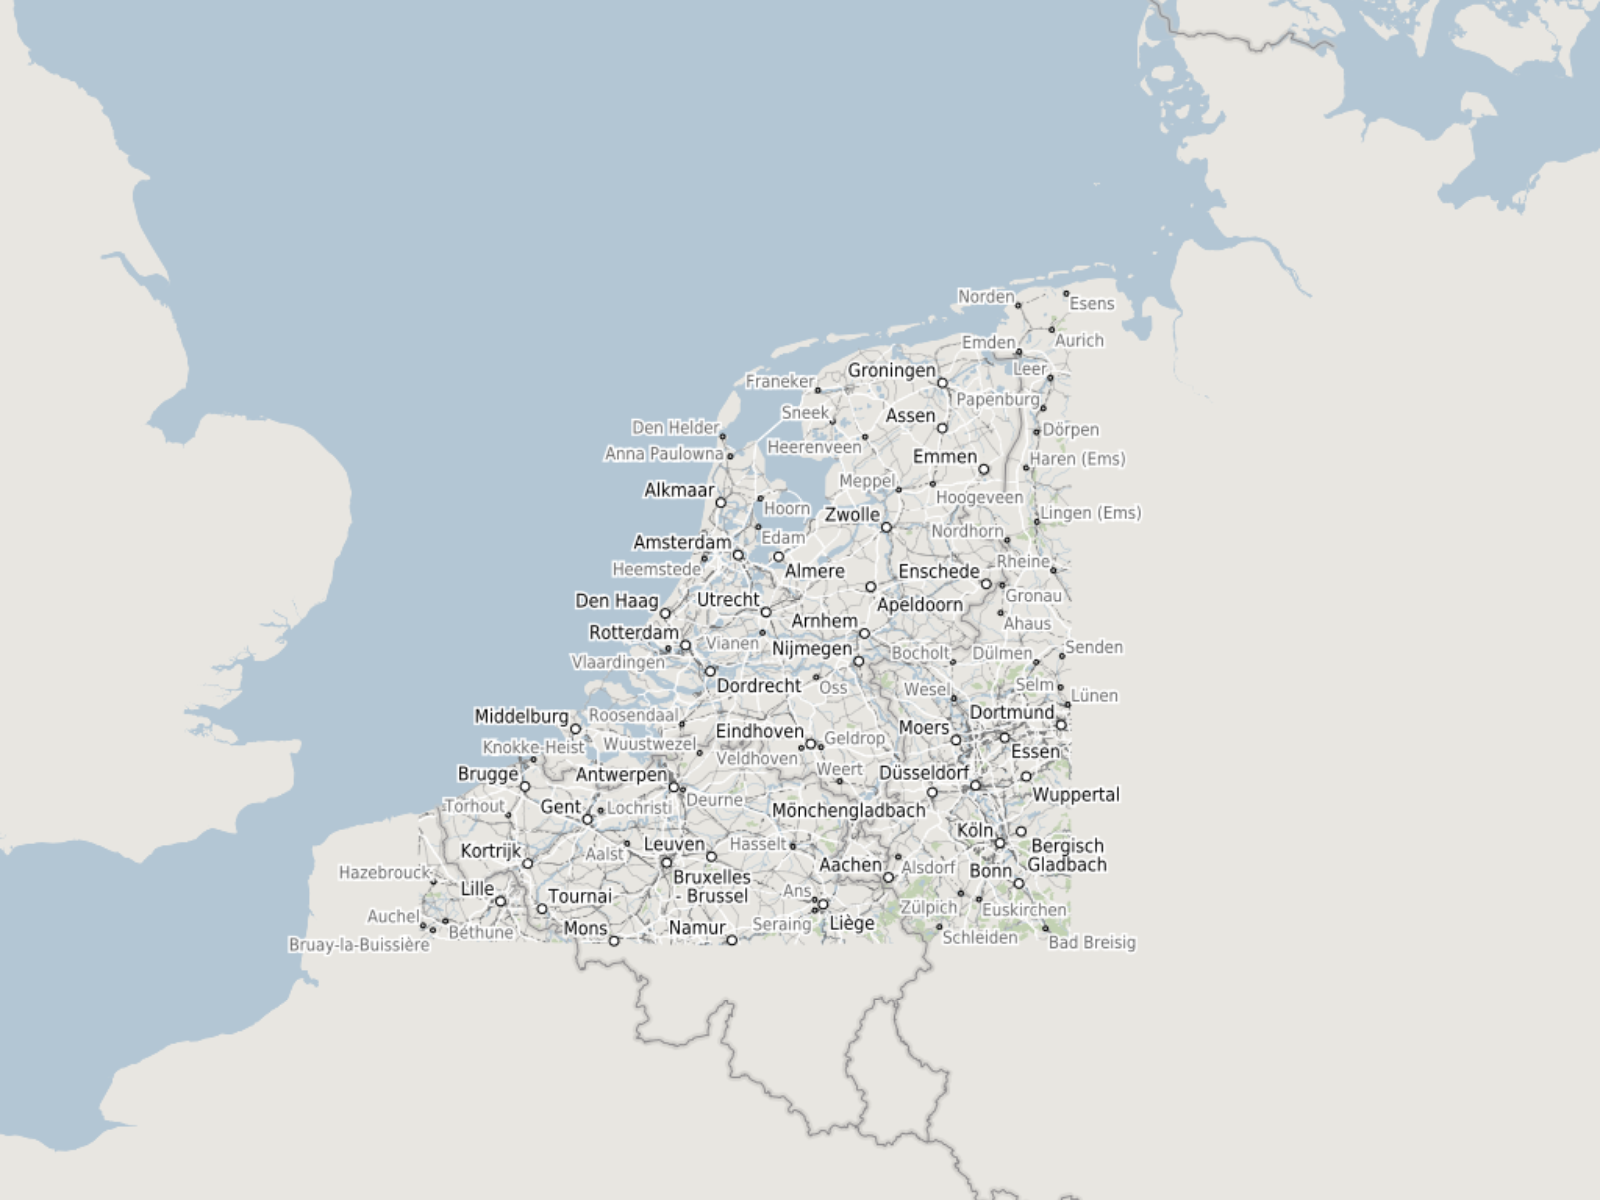 Norden
Esens
Aurich
Emden
Leer
Groningen
Franeker
Papenburg
Sneek
Assen
Den Helder
Dörpen
Heerenveen
Anna Paulowna
Emmen
Haren (Ems)
Meppel
Alkmaar
Hoogeveen
Hoorn
Zwolle
Lingen (Ems)
Nordhorn
Edam
Amsterdam
Rheine
Heemstede
Almere
Enschede
Gronau
Den Haag
Utrecht
Apeldoorn
Arnhem
Ahaus
Rotterdam
Vianen
Nijmegen
Bocholt
Dülmen
Senden
Vlaardingen
Dordrecht
Oss
Wesel
Selm
Lünen
Middelburg
Roosendaal
Dortmund
Moers
Eindhoven
Geldrop
Knokke-Heist
Wuustwezel
Essen
Veldhoven
Weert
Düsseldorf
Brugge
Antwerpen
Wuppertal
Torhout
Gent
Lochristi
Deurne
Mönchengladbach
Köln
Kortrijk
Aalst
Leuven
Hasselt
Bergisch
Gladbach
Hazebrouck
Aachen
Alsdorf
Bonn
Bruxelles
- Brussel
Lille
Tournai
Ans
Zülpich
Euskirchen
Auchel
Béthune
Mons
Namur
Seraing
Liège
Schleiden
Bruay-la-Buissière
Bad Breisig